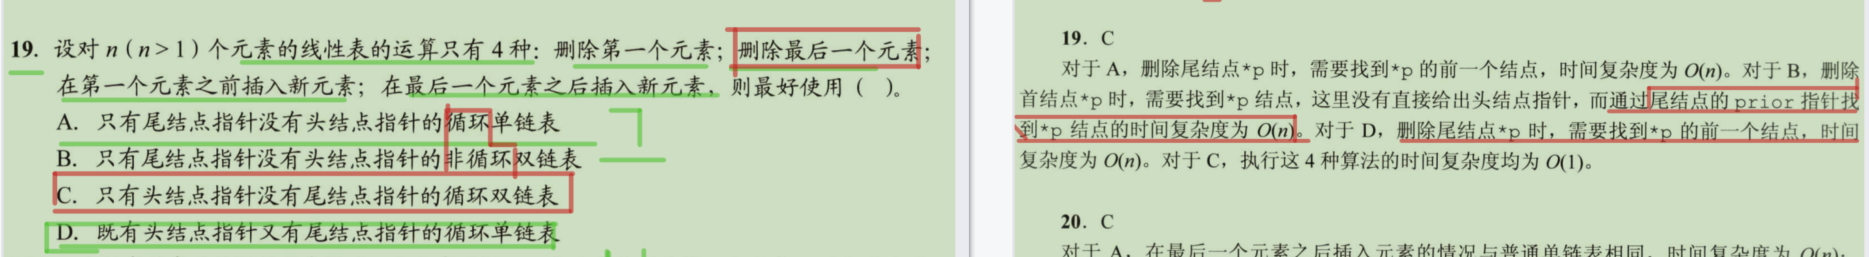 19. 设对 n（n > 1）个元素的线性表的运算只有 4 种：删除第一个元素；删除最后一个元素；
在第一个元素之前插入新元素；在最后一个元素之后插入新元素，则最好使用（ ）。
A. 只有尾结点指针没有头结点指针的循环单链表
B. 只有尾结点指针没有头结点指针的非循环双链表
C. 只有头结点指针没有尾结点指针的循环双链表
D. 既有头结点指针又有尾结点指针的循环单链表
19. C
对于 A，删除尾结点*p 时，需要找到*p 的前一个结点，时间复杂度为 O(n)。对于 B，删除
首结点*p 时，需要找到*p 结点，这里没有直接给出头结点指针，而通过尾结点的 prior 指针找
到*p 结点的时间复杂度为 O(n)。对于 D，删除尾结点*p 时，需要找到*p 的前一个结点，时间
复杂度为 O(n)。对于 C，执行这 4 种算法的时间复杂度均为 O(1)。
20. C
对于 A，在最后一个元素之后插入元素的情况与普通单链表相同，时间复杂度为 O(n)；